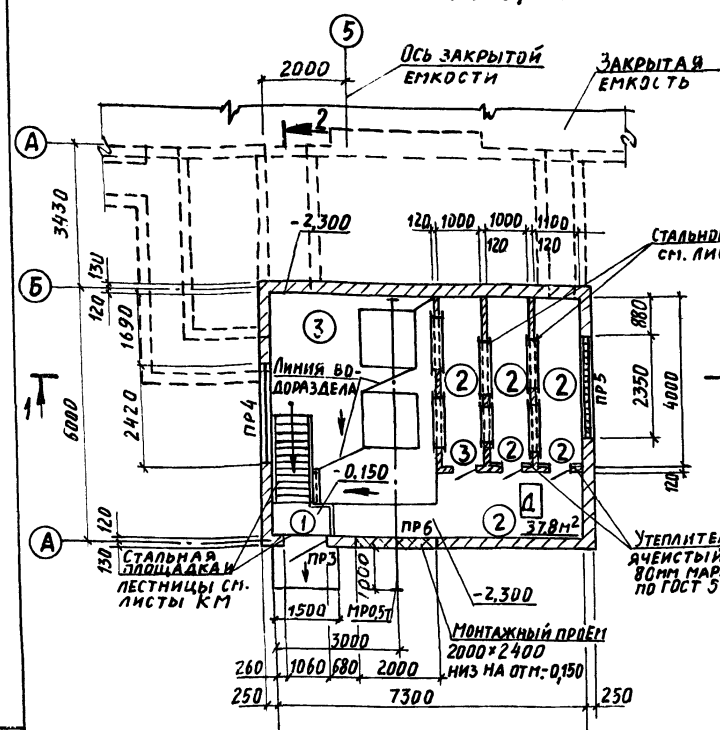 5
2000
Ось закрытой
емкости
Закрытая
емкость
2
А
3430
-2,300
120 1000 1000 1100
120 120
Стально
см. лис
Б
130
120
1690
3
880
Линия во-
дораздела
2 2 2
1
6000
2420
ПР4
2350
4000
ПР5
3 2 2
-0,150
120
Д
1
ПР6
2
37.8м²
А
120
130
ПР3
Стальная
площадка и
лестницы см.
листы КМ
1000
Утеплител
ячеистый
80мм мар
по ГОСТ 5
-2,300
1500
МР0,5т
Монтажный проем
2000×2400
низ на отм.-0,150
3000
260 1060 680 2000
250 7300 250